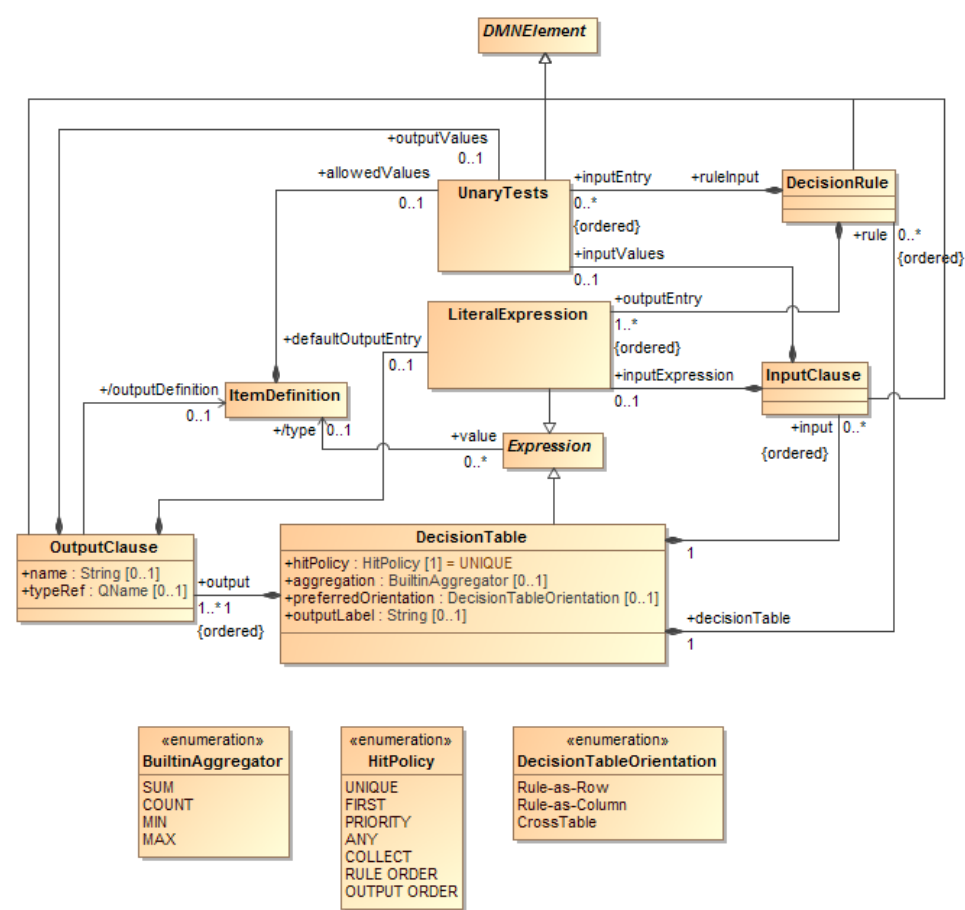 DMNElement
+outputValues
0..1
+allowedValues
0..1
UnaryTests
+inputEntry
0..*
{ordered}
+ruleInput
DecisionRule
+inputValues
0..1
+rule 0..*
{ordered}
LiteralExpression
+outputEntry
1..*
{ordered}
+defaultOutputEntry
0..1
+inputExpression
0..1
InputClause
+/outputDefinition
0..1
ItemDefinition
+/type 0..1
+value
0..*
Expression
+input 0..*
{ordered}
OutputClause
+name : String [0..1]
+typeRef : QName [0..1]
+output
1..* 1
{ordered}
DecisionTable
+hitPolicy : HitPolicy [1] = UNIQUE
+aggregation : BuiltinAggregator [0..1]
+preferredOrientation : DecisionTableOrientation [0..1]
+outputLabel : String [0..1]
1
+decisionTable
1
«enumeration»
BuiltinAggregator
SUM
COUNT
MIN
MAX
«enumeration»
HitPolicy
UNIQUE
FIRST
PRIORITY
ANY
COLLECT
RULE ORDER
OUTPUT ORDER
«enumeration»
DecisionTableOrientation
Rule-as-Row
Rule-as-Column
CrossTable